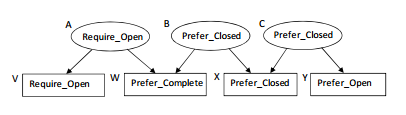 A
Require_Open
B
Prefer_Closed
C
Prefer_Closed
V
Require_Open
W
Prefer_Complete
X
Prefer_Closed
Y
Prefer_Open